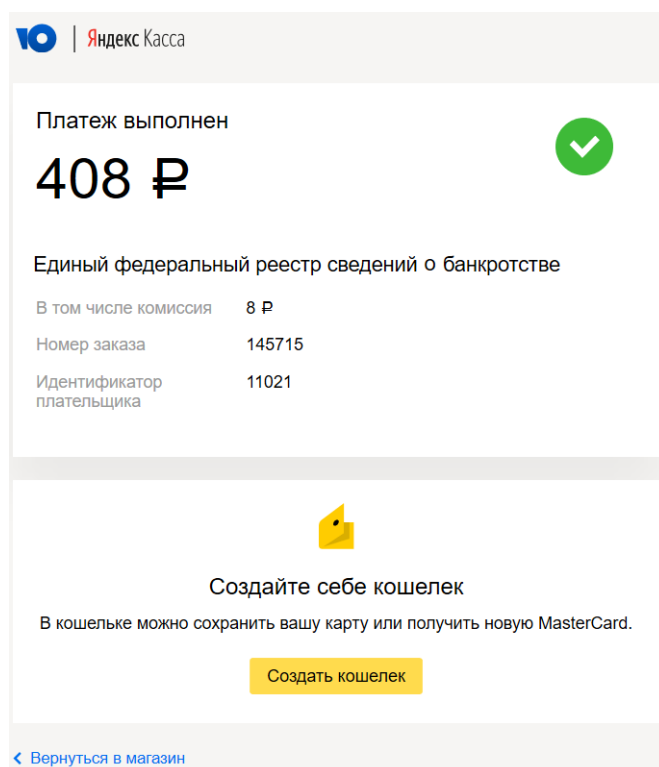 Яндекс Касса
Платеж выполнен
408 ₽
Единый федеральный реестр сведений о банкротстве
В том числе комиссия 8 ₽
Номер заказа 145715
Идентификатор 11021
плательщика
Создайте себе кошелек
В кошельке можно сохранить вашу карту или получить новую MasterCard.
Создать кошелек
Вернуться в магазин